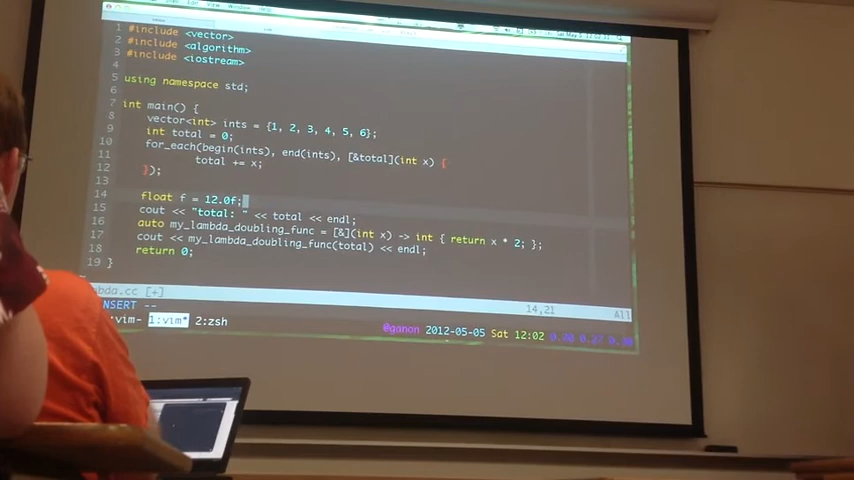 1 #include <vector>
2 #include <algorithm>
3 #include <iostream>
4
5 using namespace std;
6
7 int main() {
8 vector<int> ints = {1, 2, 3, 4, 5, 6};
9 int total = 0;
10 for_each(begin(ints), end(ints), [&total](int x) {
11 total += x;
12 });
13
14 float f = 12.0f;
15 cout << "total: " << total << endl;
16 auto my_lambda_doubling_func = [&](int x) -> int { return x * 2; };
17 cout << my_lambda_doubling_func(total) << endl;
18 return 0;
19 }
bda.cc [+] 14,21 All
INSERT --
:vim- 1:vim* 2:zsh @ganon 2012-05-05 Sat 12:02